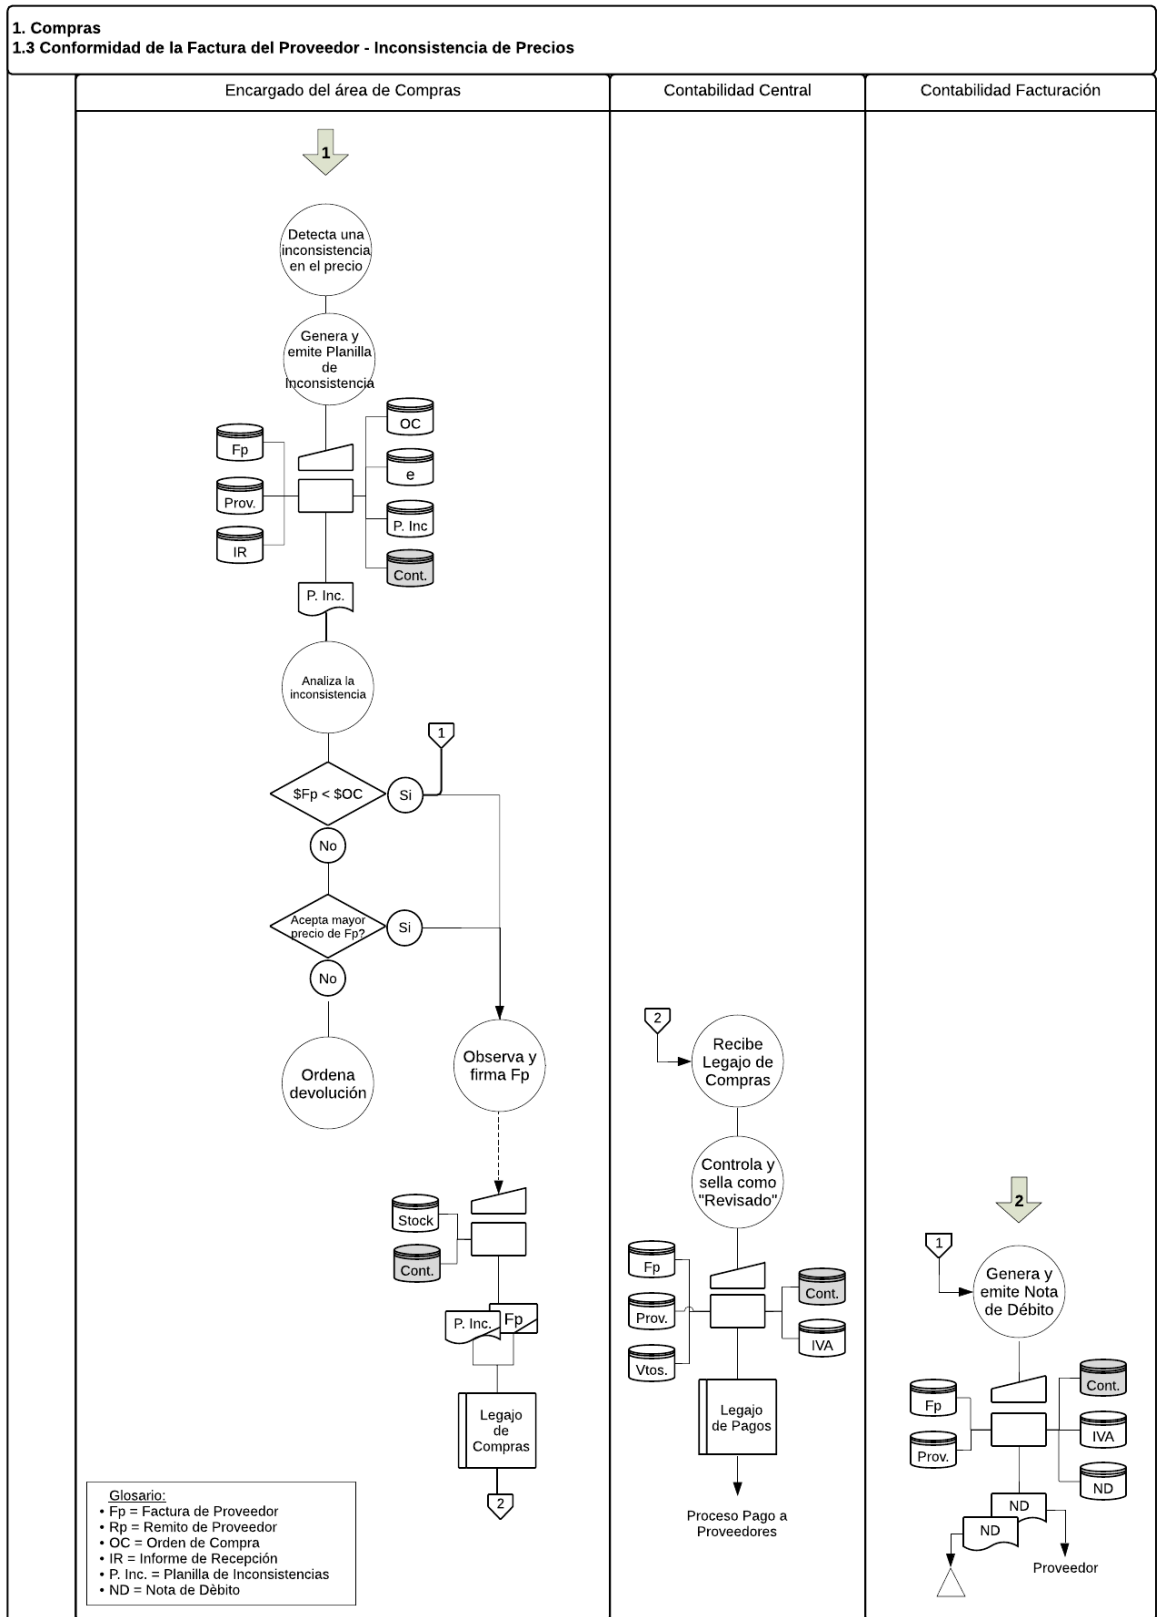 1. Compras
1.3 Conformidad de la Factura del Proveedor - Inconsistencia de Precios
Encargado del área de Compras
Contabilidad Central
Contabilidad Facturación
1
Detecta una
inconsistencia
en el precio
Genera y
emite Planilla
de
Inconsistencia
Fp
Prov.
IR
OC
e
P. Inc
Cont.
P. Inc.
Analiza la
inconsistencia
1
$Fp < $OC
Si
No
Acepta mayor
precio de Fp?
Si
No
Ordena
devolución
Observa y
firma Fp
Stock
Cont.
P. Inc.
Fp
Legajo
de
Compras
2
2
Recibe
Legajo de
Compras
Controla y
sella como
"Revisado"
Fp
Prov.
Vtos.
Cont.
IVA
Legajo
de Pagos
Proceso Pago a
Proveedores
2
1
Genera y
emite Nota
de Débito
Fp
Prov.
Cont.
IVA
ND
ND
ND
Proveedor
Glosario:
• Fp = Factura de Proveedor
• Rp = Remito de Proveedor
• OC = Orden de Compra
• IR = Informe de Recepción
• P. Inc. = Planilla de Inconsistencias
• ND = Nota de Dèbito